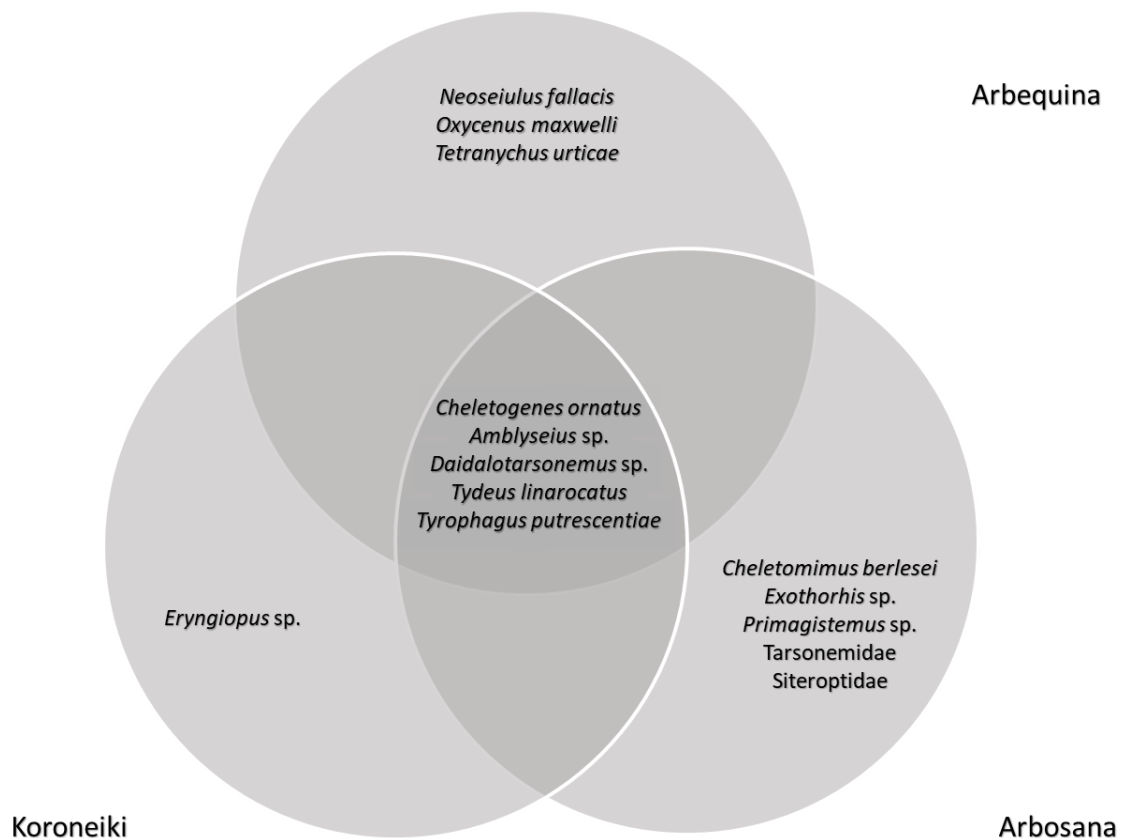 Arbequina
Neoseiulus fallacis
Oxycenus maxwelli
Tetranychus urticae
Cheletogenes ornatus
Amblyseius sp.
Daidalotarsonemus sp.
Tydeus linarocatus
Tyrophagus putrescentiae
Eryngiopus sp.
Cheletomimus berlesei
Exothorhis sp.
Primagistemus sp.
Tarsonemidae
Siteroptidae
Koroneiki
Arbosana